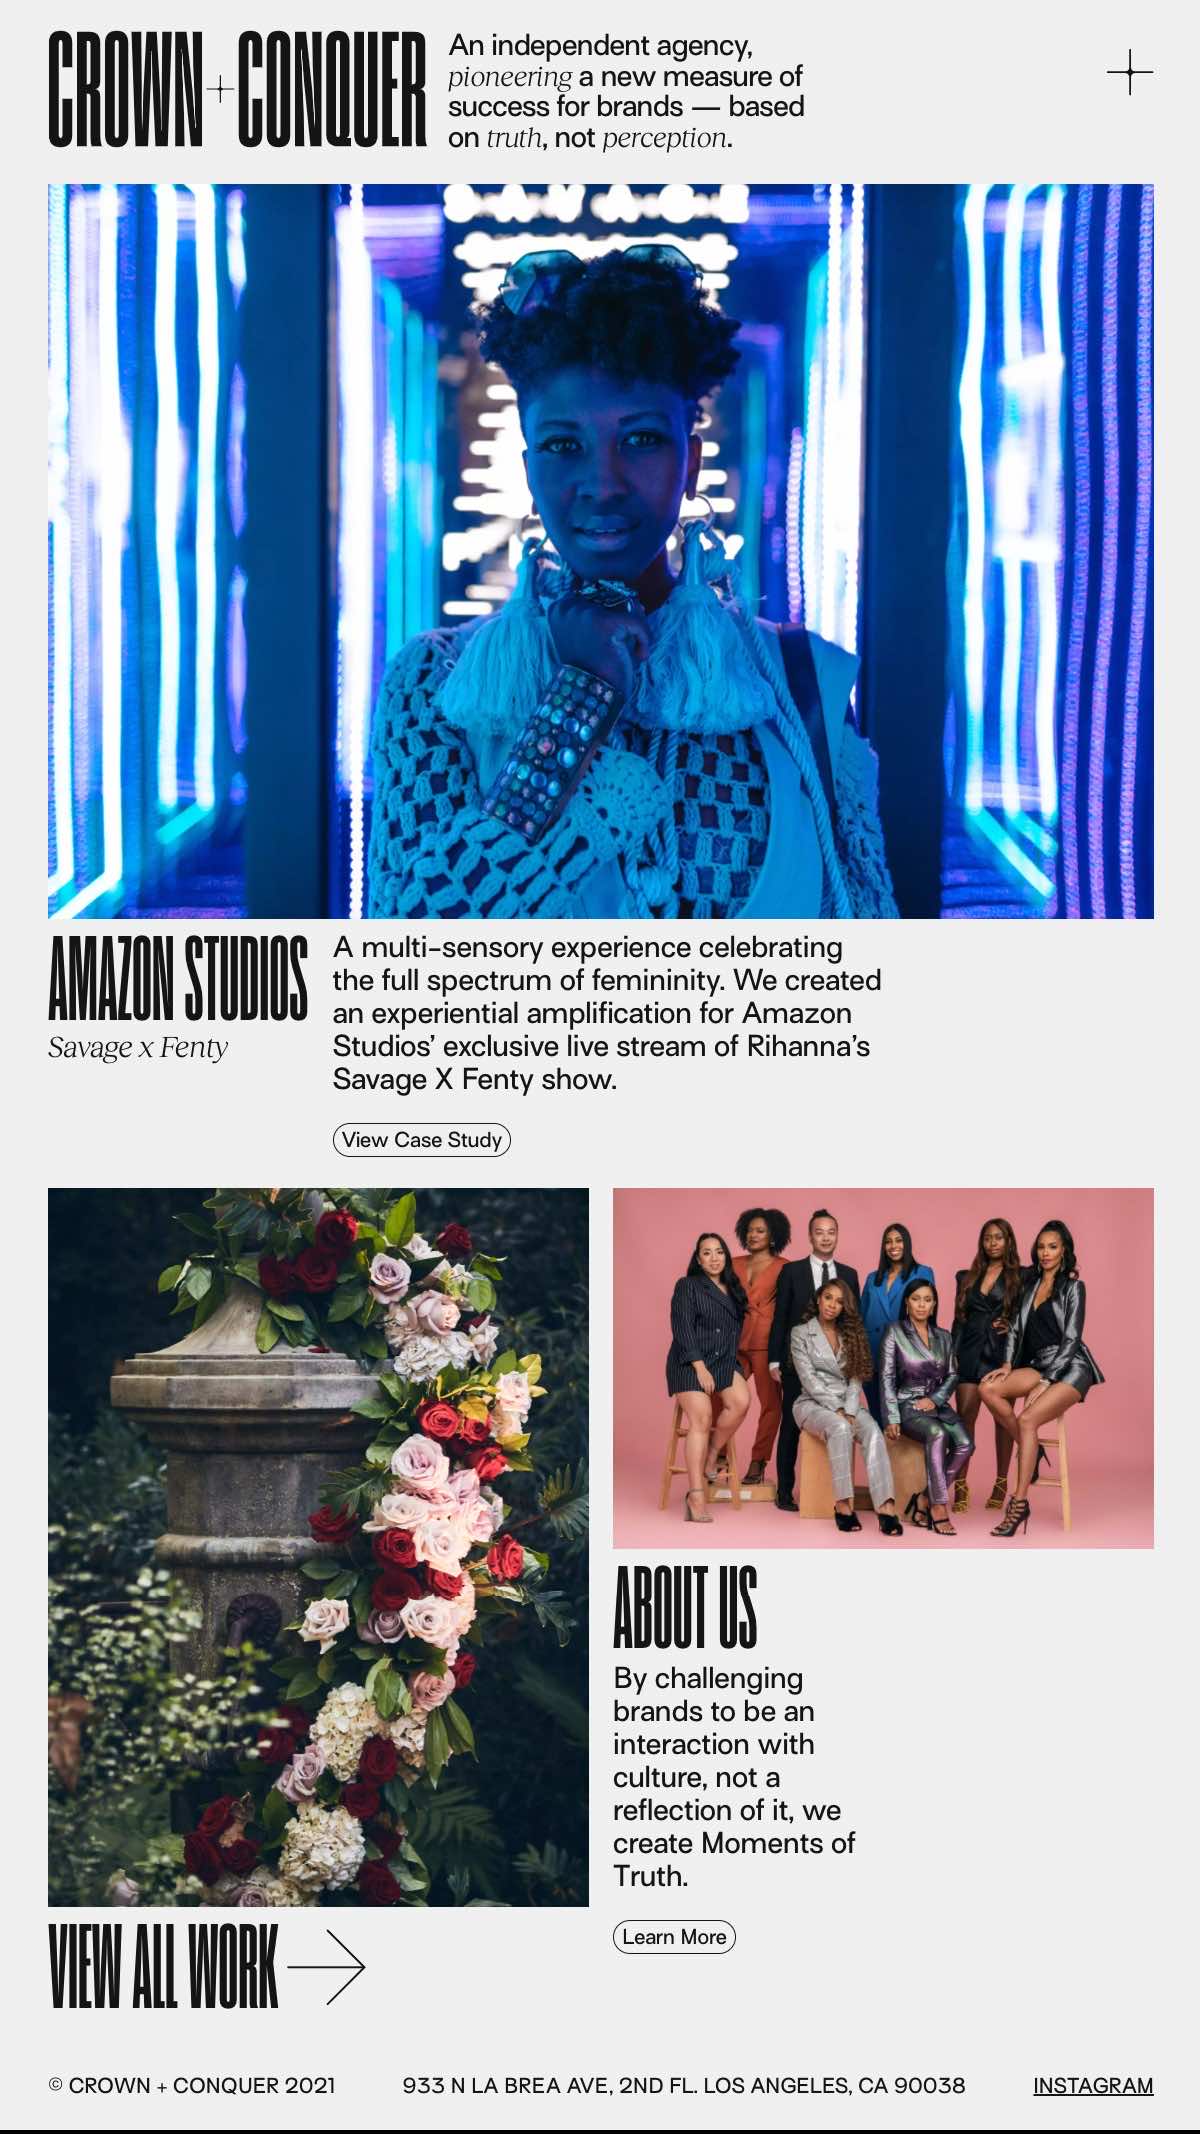 CROWN+CONQUER
An independent agency,
pioneering a new measure of
success for brands — based
on truth, not perception.
AMAZON STUDIOS
Savage x Fenty
A multi-sensory experience celebrating
the full spectrum of femininity. We created
an experiential amplification for Amazon
Studios’ exclusive live stream of Rihanna’s
Savage X Fenty show.
View Case Study
ABOUT US
By challenging
brands to be an
interaction with
culture, not a
reflection of it, we
create Moments of
Truth.
Learn More
VIEW ALL WORK
© CROWN + CONQUER 2021
933 N LA BREA AVE, 2ND FL. LOS ANGELES, CA 90038
INSTAGRAM